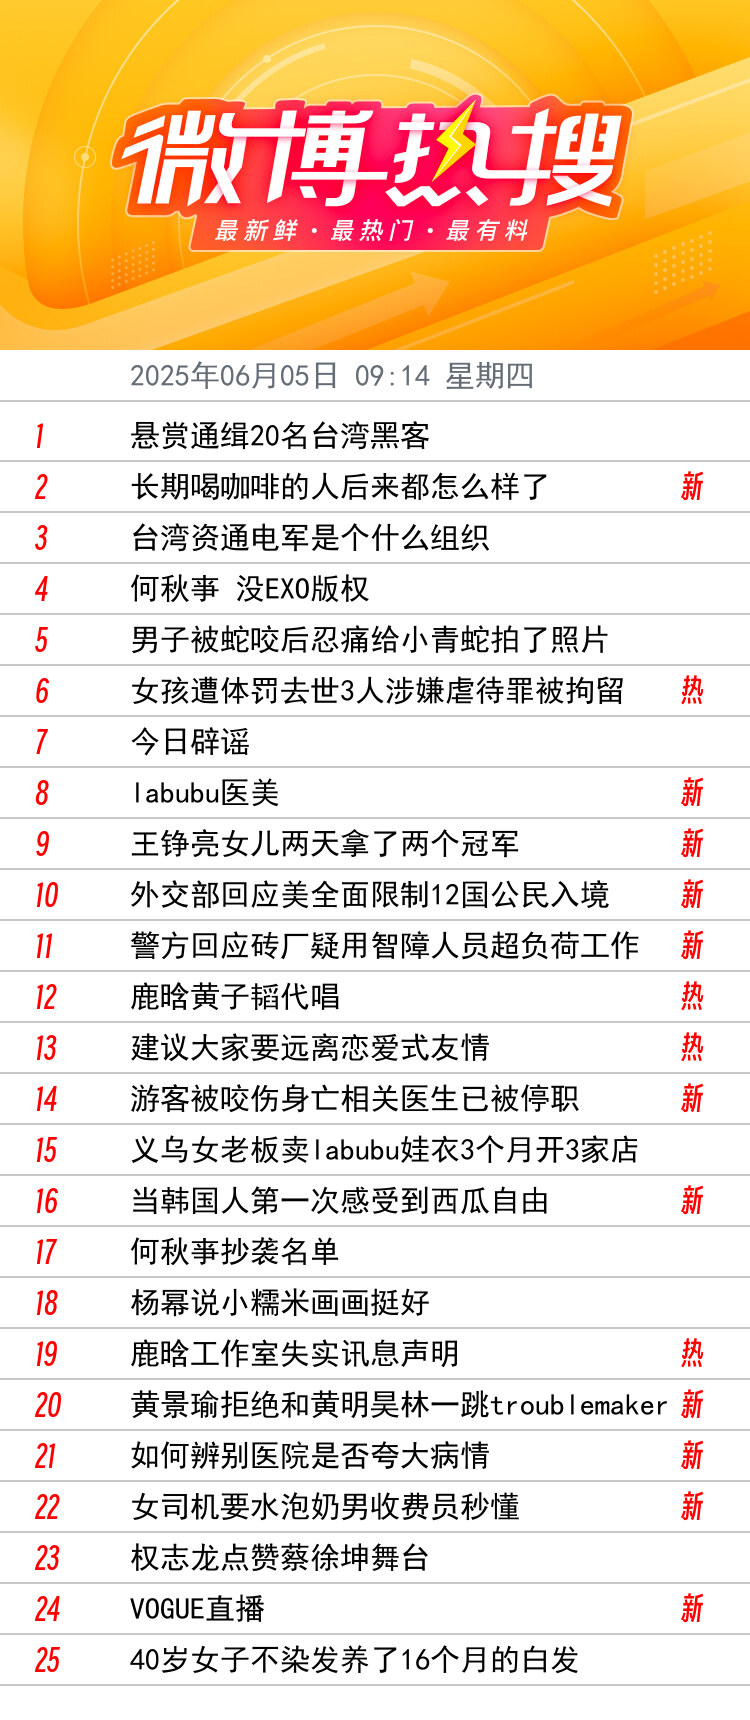 微博热搜
最新鲜·最热门·最有料
2025年06月05日 09:14 星期四
1 悬赏通缉20名台湾黑客
2 长期喝咖啡的人后来都怎么样了 新
3 台湾资通电军是个什么组织
4 何秋亊 没EXO版权
5 男子被蛇咬后忍痛给小青蛇拍了照片
6 女孩遭体罚去世3人涉嫌虐待罪被拘留 热
7 今日辟谣
8 labubu医美 新
9 王铮亮女儿两天拿了两个冠军 新
10 外交部回应美全面限制12国公民入境 新
11 警方回应砖厂疑用智障人员超负荷工作 新
12 鹿晗黄子韬代唱 热
13 建议大家要远离恋爱式友情 热
14 游客被咬伤身亡相关医生已被停职 新
15 义乌女老板卖labubu娃衣3个月开3家店
16 当韩国人第一次感受到西瓜自由 新
17 何秋亊抄袭名单
18 杨幂说小糯米画画挺好
19 鹿晗工作室失实讯息声明 热
20 黄景瑜拒绝和黄明昊林一跳troublemaker 新
21 如何辨别医院是否夸大病情 新
22 女司机要水泡奶男收费员秒懂 新
23 权志龙点赞蔡徐坤舞台
24 VOGUE直播 新
25 40岁女子不染发养了16个月的白发